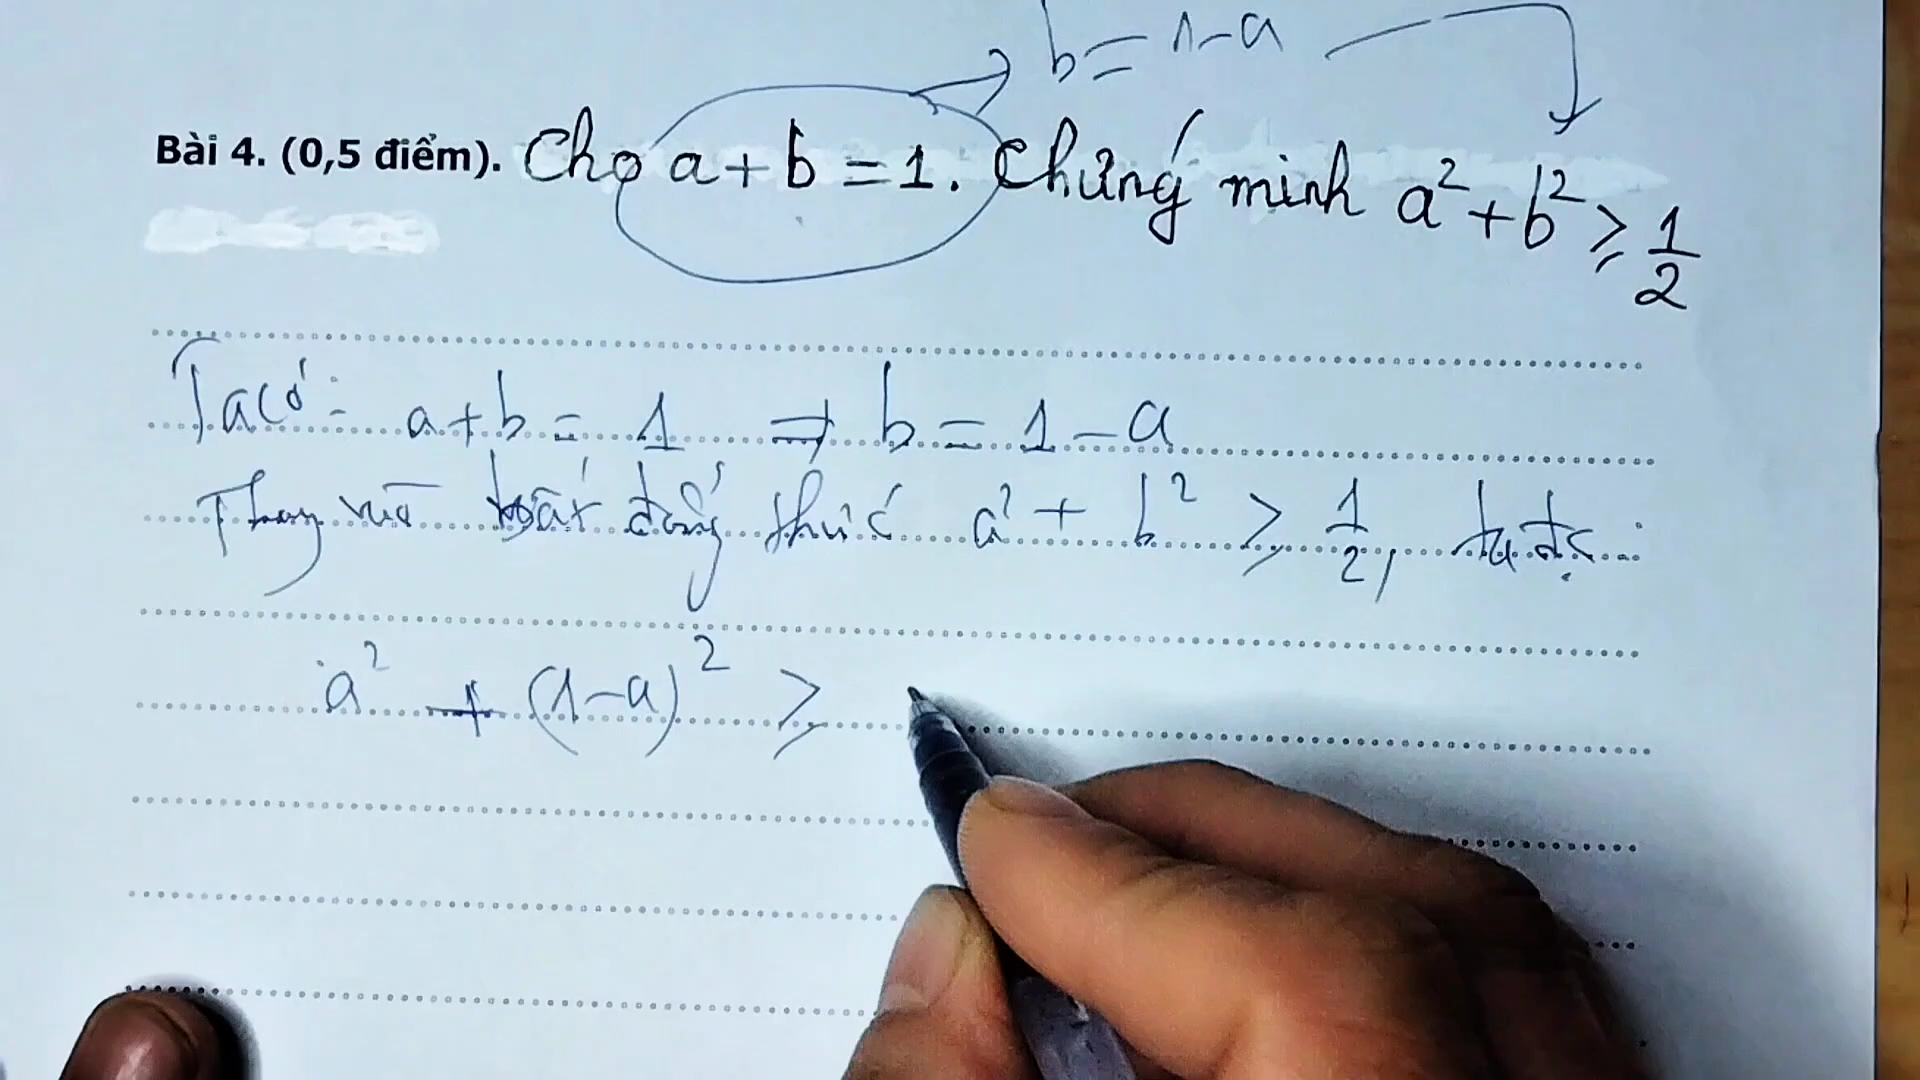 b = 1 - a
Bài 4. (0,5 điểm). Cho a + b = 1. Chứng minh a² + b² ≥ 1/2
Ta có: a + b = 1 ⇒ b = 1 - a
Thay vào bất đẳng thức a² + b² ≥ 1/2, ta đc:
a² + (1-a)² ≥